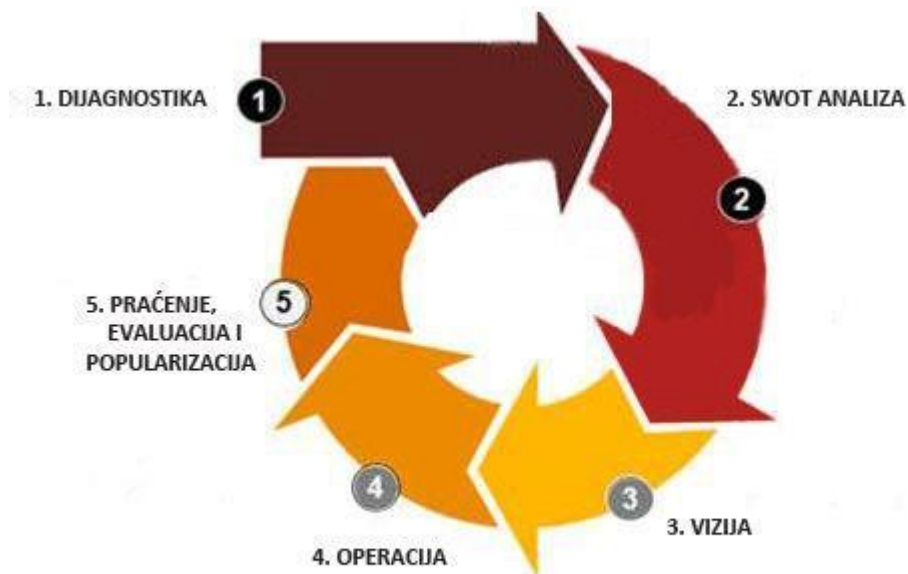 1. DIJAGNOSTIKA
1
2. SWOT ANALIZA
2
3
3. VIZIJA
4
4. OPERACIJA
5
5. PRAĆENJE,
EVALUACIJA I
POPULARIZACIJA